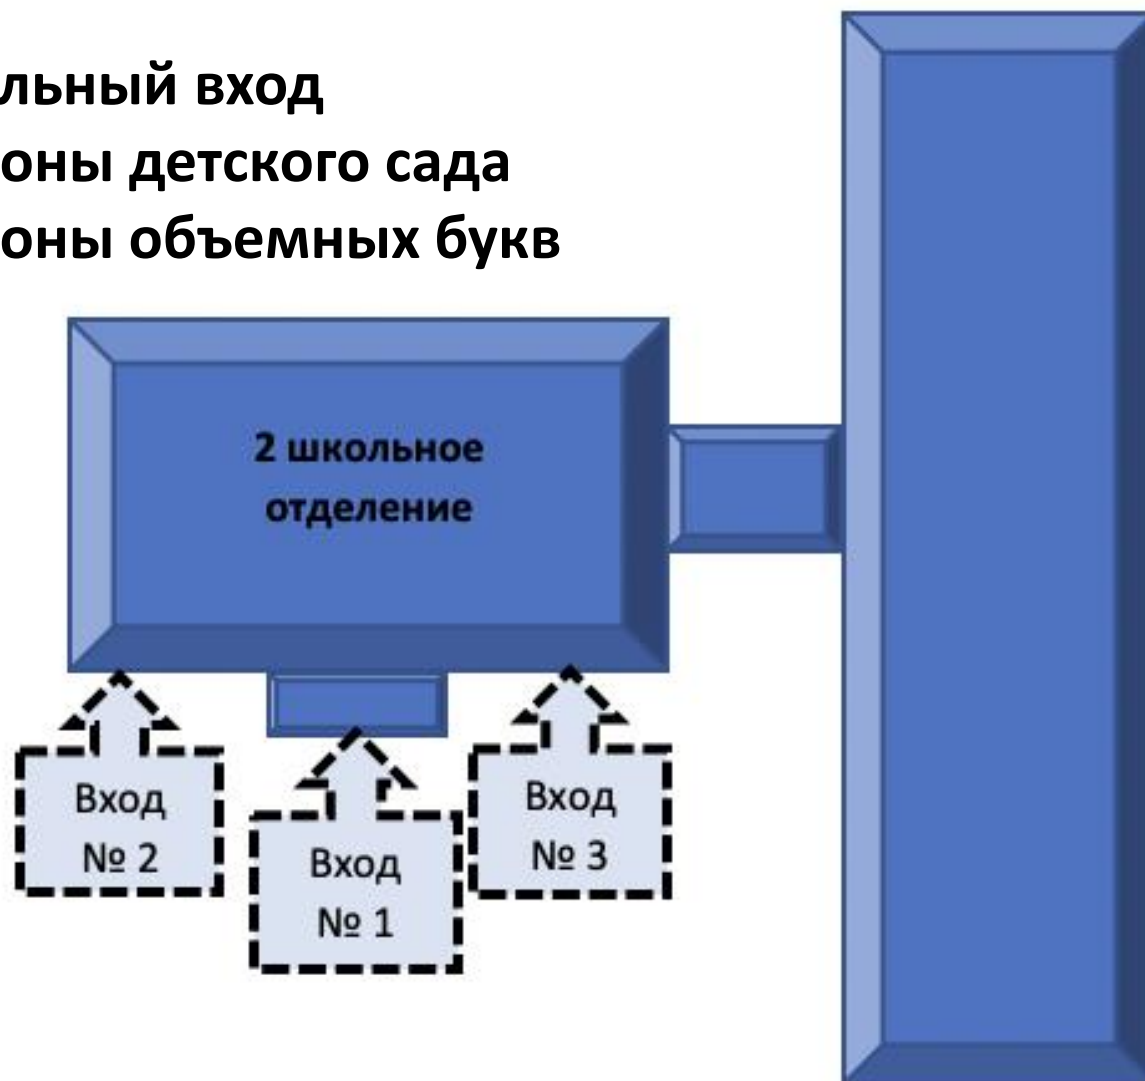 льный вход
оны детского сада
оны объемных букв
2 школьное
отделение
Вход
№ 2
Вход
№ 1
Вход
№ 3